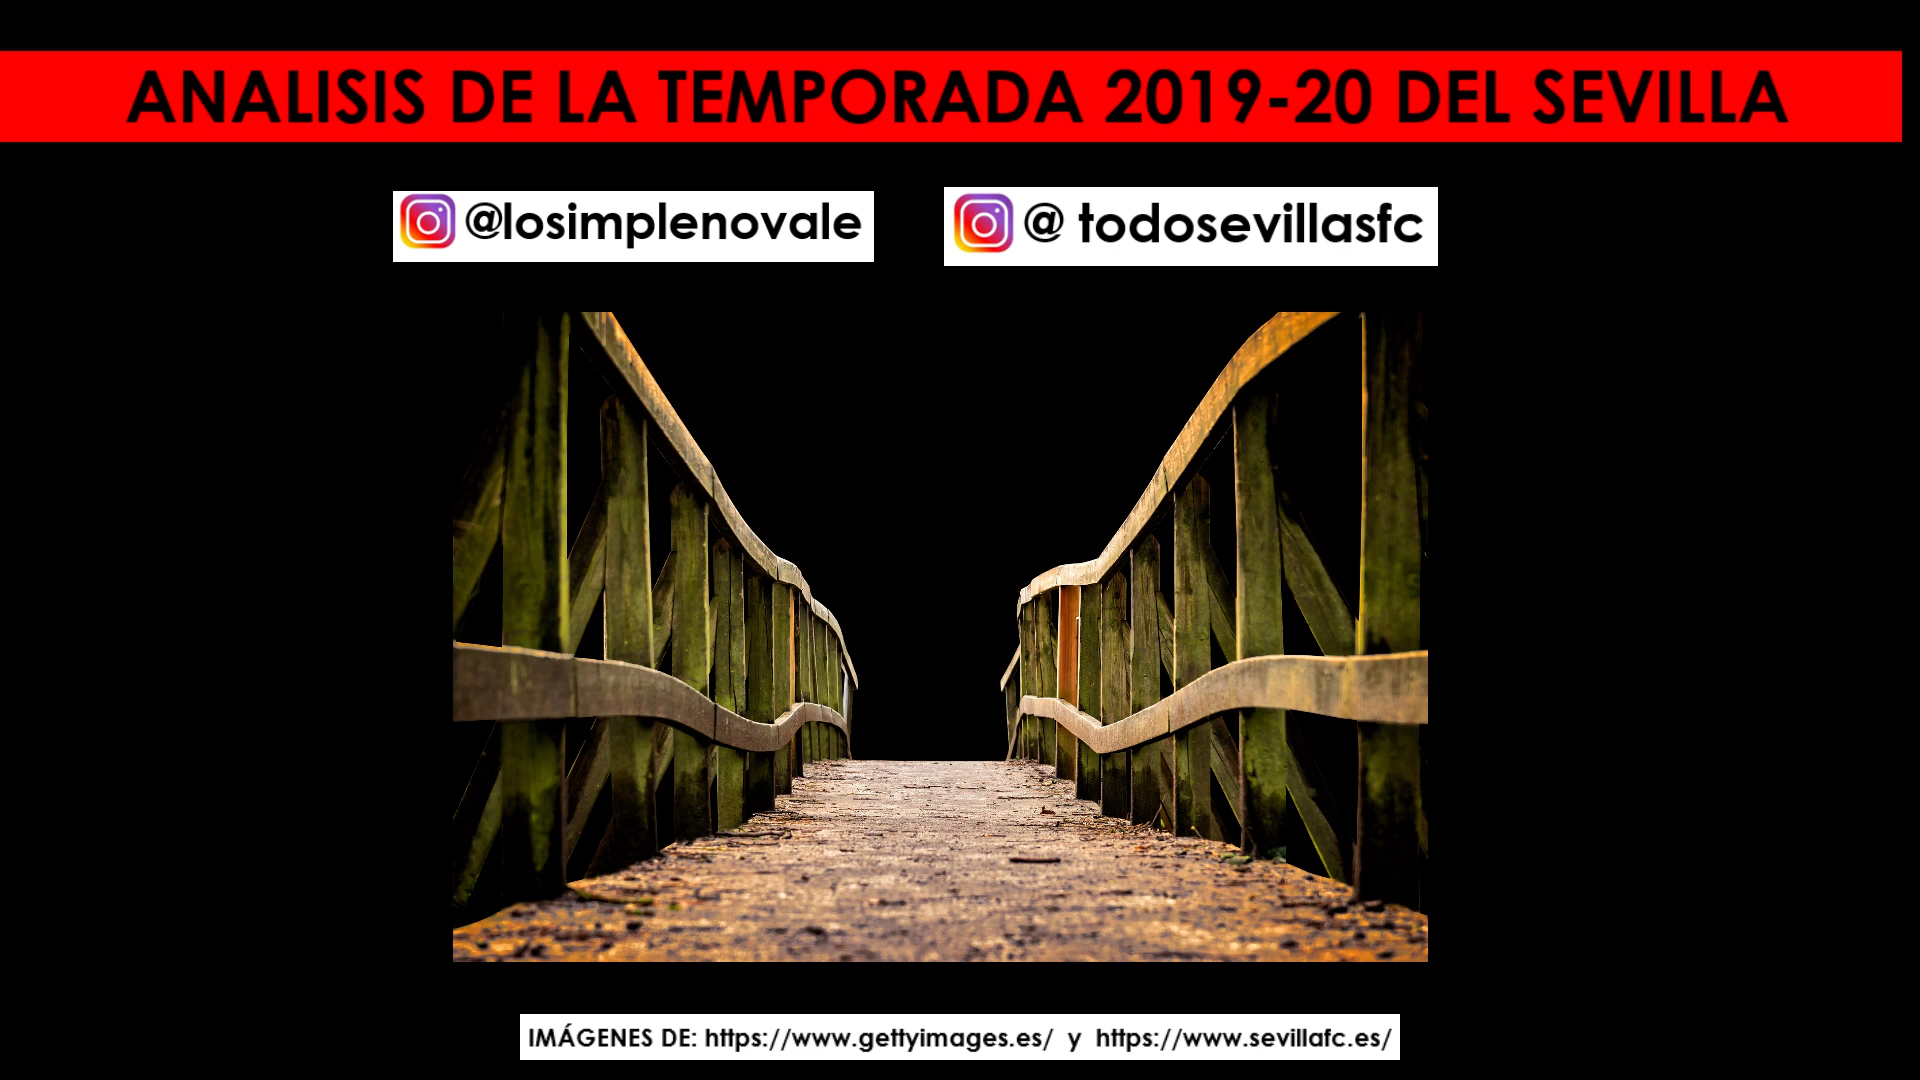 ANALISIS DE LA TEMPORADA 2019-20 DEL SEVILLA
@losimplenovale
@ todosevillasfc
IMÁGENES DE: https://www.gettyimages.es/ y https://www.sevillafc.es/